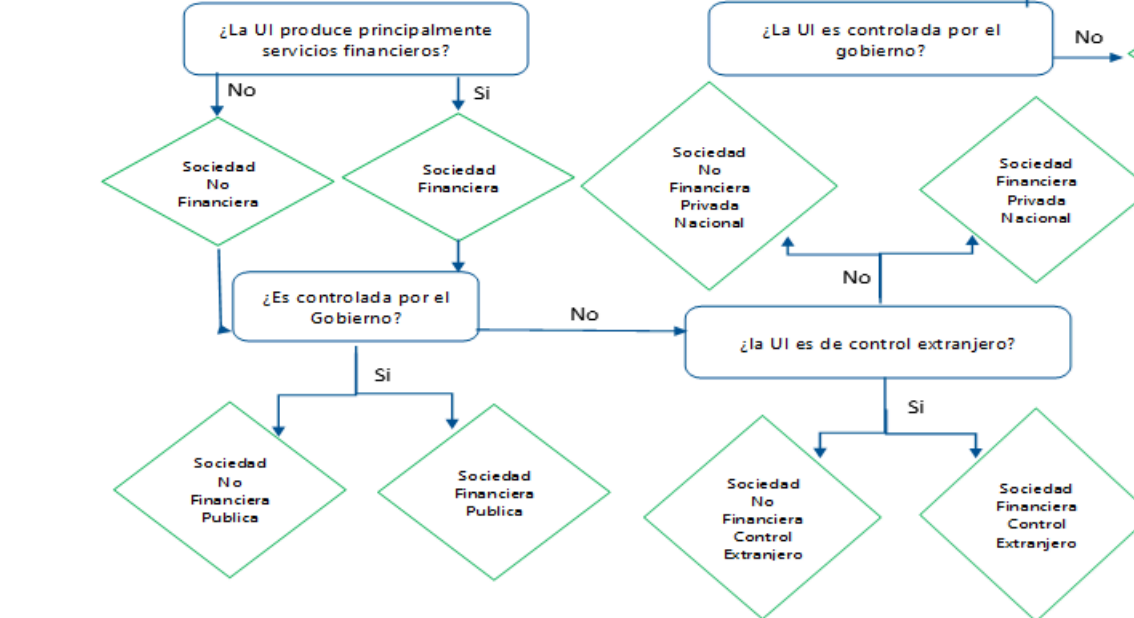 ¿La UI produce principalmente
servicios financieros?
¿La UI es controlada por el
gobierno?
No
No
Si
Sociedad
No
Financiera
Sociedad
Financiera
Sociedad
No
Financiera
Privada
Nacional
Sociedad
Financiera
Privada
Nacional
No
¿Es controlada por el
Gobierno?
No
¿la UI es de control extranjero?
Si
Si
Sociedad
No
Financiera
Publica
Sociedad
Financiera
Publica
Sociedad
No
Financiera
Control
Extranjero
Sociedad
Financiera
Control
Extranjero